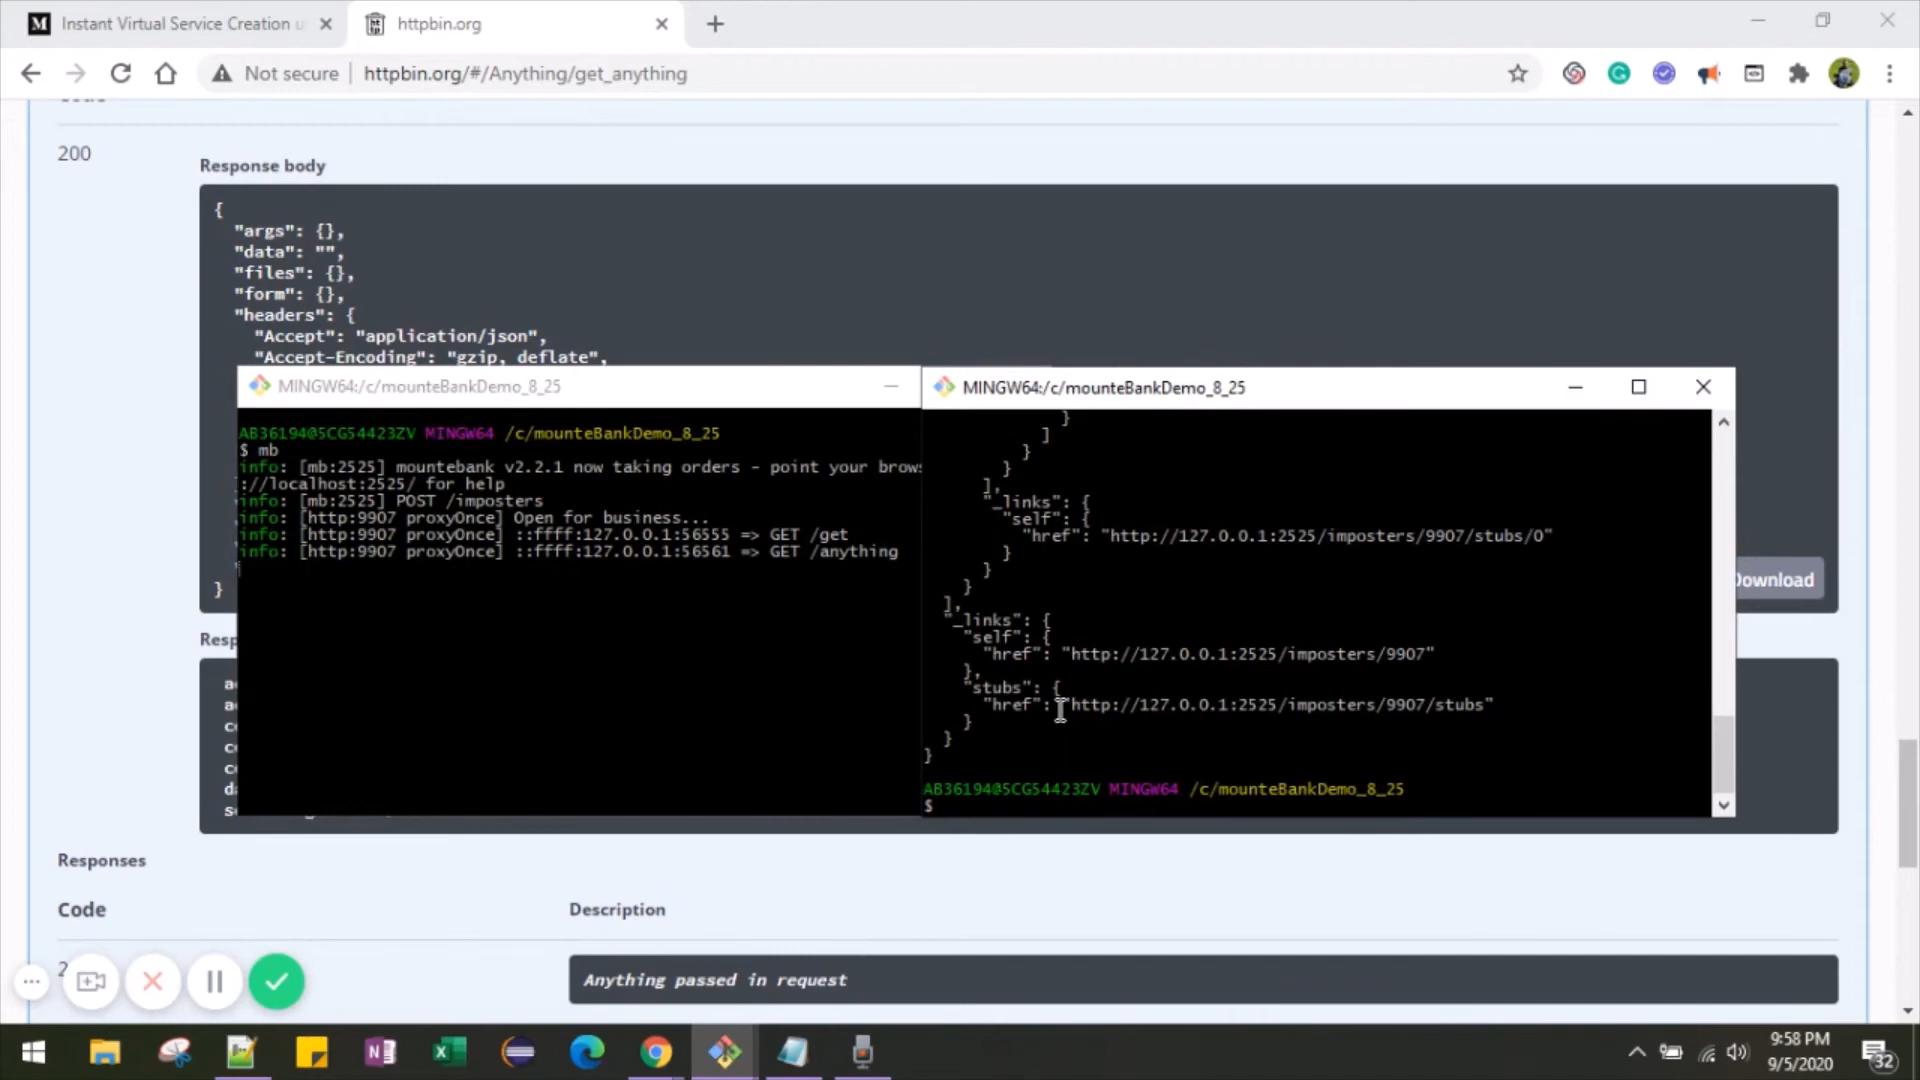 Instant Virtual Service Creation u
httpbin.org
Not secure
httpbin.org/#/Anything/get_anything
200
Response body
{
"args": {},
"data": "",
"files": {},
"form": {},
"headers": {
"Accept": "application/json",
"Accept-Encoding": "gzip, deflate",
}
Download
MINGW64:/c/mounteBankDemo_8_25
AB36194@5CG54423ZV MINGW64 /c/mounteBankDemo_8_25
$ mb
info: [mb:2525] mountebank v2.2.1 now taking orders - point your brows
://localhost:2525/ for help
info: [mb:2525] POST /imposters
info: [http:9907 proxyOnce] Open for business...
info: [http:9907 proxyOnce] ::ffff:127.0.0.1:56555 => GET /get
info: [http:9907 proxyOnce] ::ffff:127.0.0.1:56561 => GET /anything
MINGW64:/c/mounteBankDemo_8_25
}
]
}
}
],
"_links": {
"self": {
"href": "http://127.0.0.1:2525/imposters/9907/stubs/0"
}
}
}
],
"_links": {
"self": {
"href": "http://127.0.0.1:2525/imposters/9907"
},
"stubs": {
"href": "http://127.0.0.1:2525/imposters/9907/stubs"
}
}
}
AB36194@5CG54423ZV MINGW64 /c/mounteBankDemo_8_25
$
Resp
a
a
c
c
c
d
s
Responses
Code
Description
2
Anything passed in request
9:58 PM
9/5/2020
32